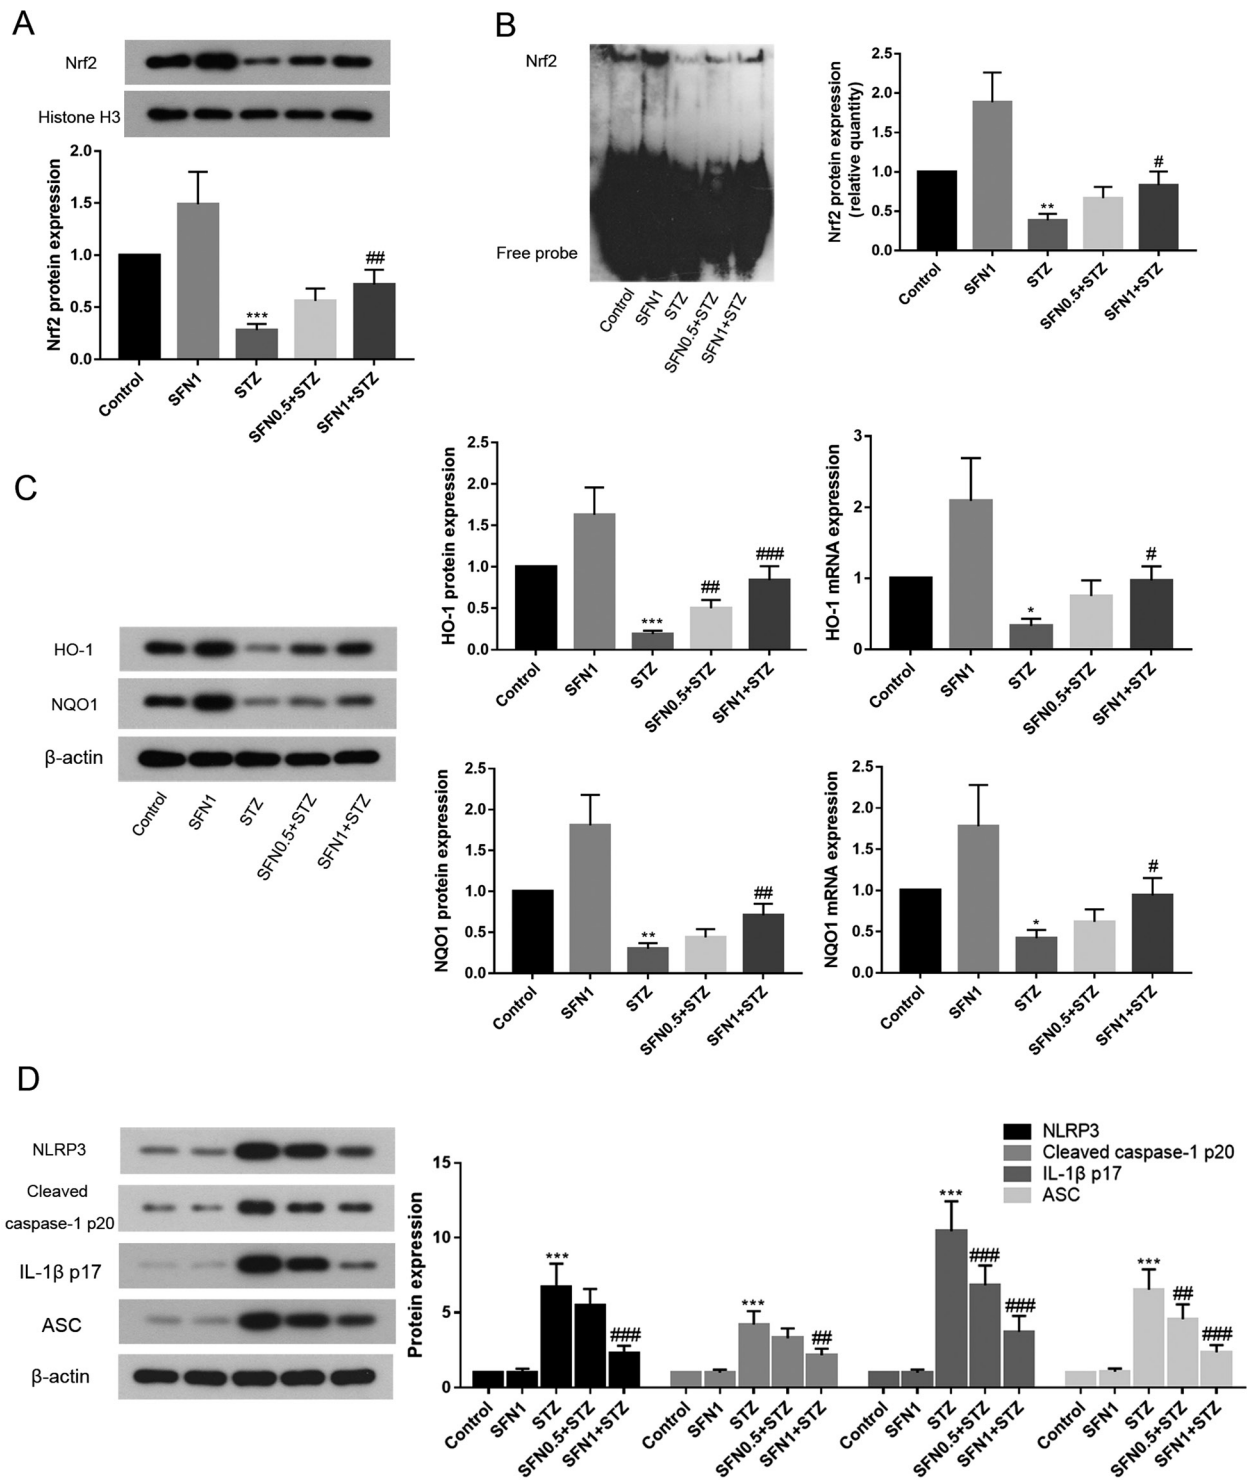 A
Nrf2
Histone H3
Nrf2 protein expression
2.0
1.5
1.0
0.5
0.0
***
##
Control
SFN1
STZ
SFN0.5+STZ
SFN1+STZ
B
Nrf2
Free probe
Control
SFN1
STZ
SFN0.5+STZ
SFN1+STZ
Nrf2 protein expression
(relative quantity)
2.5
2.0
1.5
1.0
0.5
0.0
**
#
Control
SFN1
STZ
SFN0.5+STZ
SFN1+STZ
C
HO-1
NQO1
β-actin
Control
SFN1
STZ
SFN0.5+STZ
SFN1+STZ
HO-1 protein expression
2.5
2.0
1.5
1.0
0.5
0.0
***
##
###
Control
SFN1
STZ
SFN0.5+STZ
SFN1+STZ
HO-1 mRNA expression
3
2
1
0
*
#
Control
SFN1
STZ
SFN0.5+STZ
SFN1+STZ
NQO1 protein expression
2.5
2.0
1.5
1.0
0.5
0.0
**
##
Control
SFN1
STZ
SFN0.5+STZ
SFN1+STZ
NQO1 mRNA expression
2.5
2.0
1.5
1.0
0.5
0.0
*
#
Control
SFN1
STZ
SFN0.5+STZ
SFN1+STZ
D
NLRP3
Cleaved
caspase-1 p20
IL-1β p17
ASC
β-actin
Protein expression
15
10
5
0
NLRP3
Cleaved caspase-1 p20
IL-1β p17
ASC
***
###
***
##
***
###
###
***
##
###
Control
SFN1
STZ
SFN0.5+STZ
SFN1+STZ
Control
SFN1
STZ
SFN0.5+STZ
SFN1+STZ
Control
SFN1
STZ
SFN0.5+STZ
SFN1+STZ
Control
SFN1
STZ
SFN0.5+STZ
SFN1+STZ